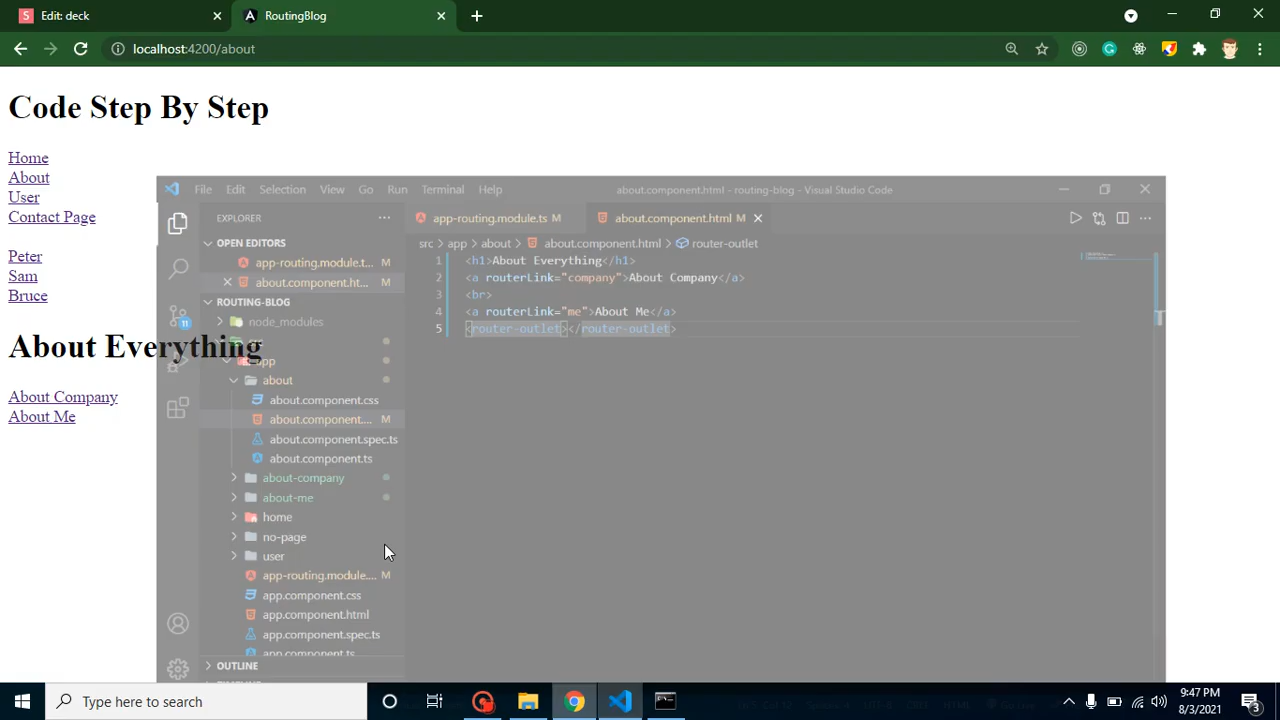 Edit: deck
RoutingBlog
localhost:4200/about
Code Step By Step
Home
About
User
Contact Page
Peter
Sam
Bruce
About Everything
About Company
About Me
File Edit Selection View Go Run Terminal Help
about.component.html - routing-blog - Visual Studio Code
EXPLORER
OPEN EDITORS
app-routing.module.t... M
about.component.ht... M
ROUTING-BLOG
node_modules
app
about
about.component.css
about.component.... M
about.component.spec.ts
about.component.ts
about-company
about-me
home
no-page
user
app-routing.module.... M
app.component.css
app.component.html
app.component.spec.ts
app.component.ts
OUTLINE
11
app-routing.module.ts M
about.component.html M
src > app > about > about.component.html > router-outlet
1 <h1>About Everything</h1>
2 <a routerLink="company">About Company</a>
3 <br>
4 <a routerLink="me">About Me</a>
5 <router-outlet></router-outlet>
Type here to search
9:47 PM
8/3/2021
3